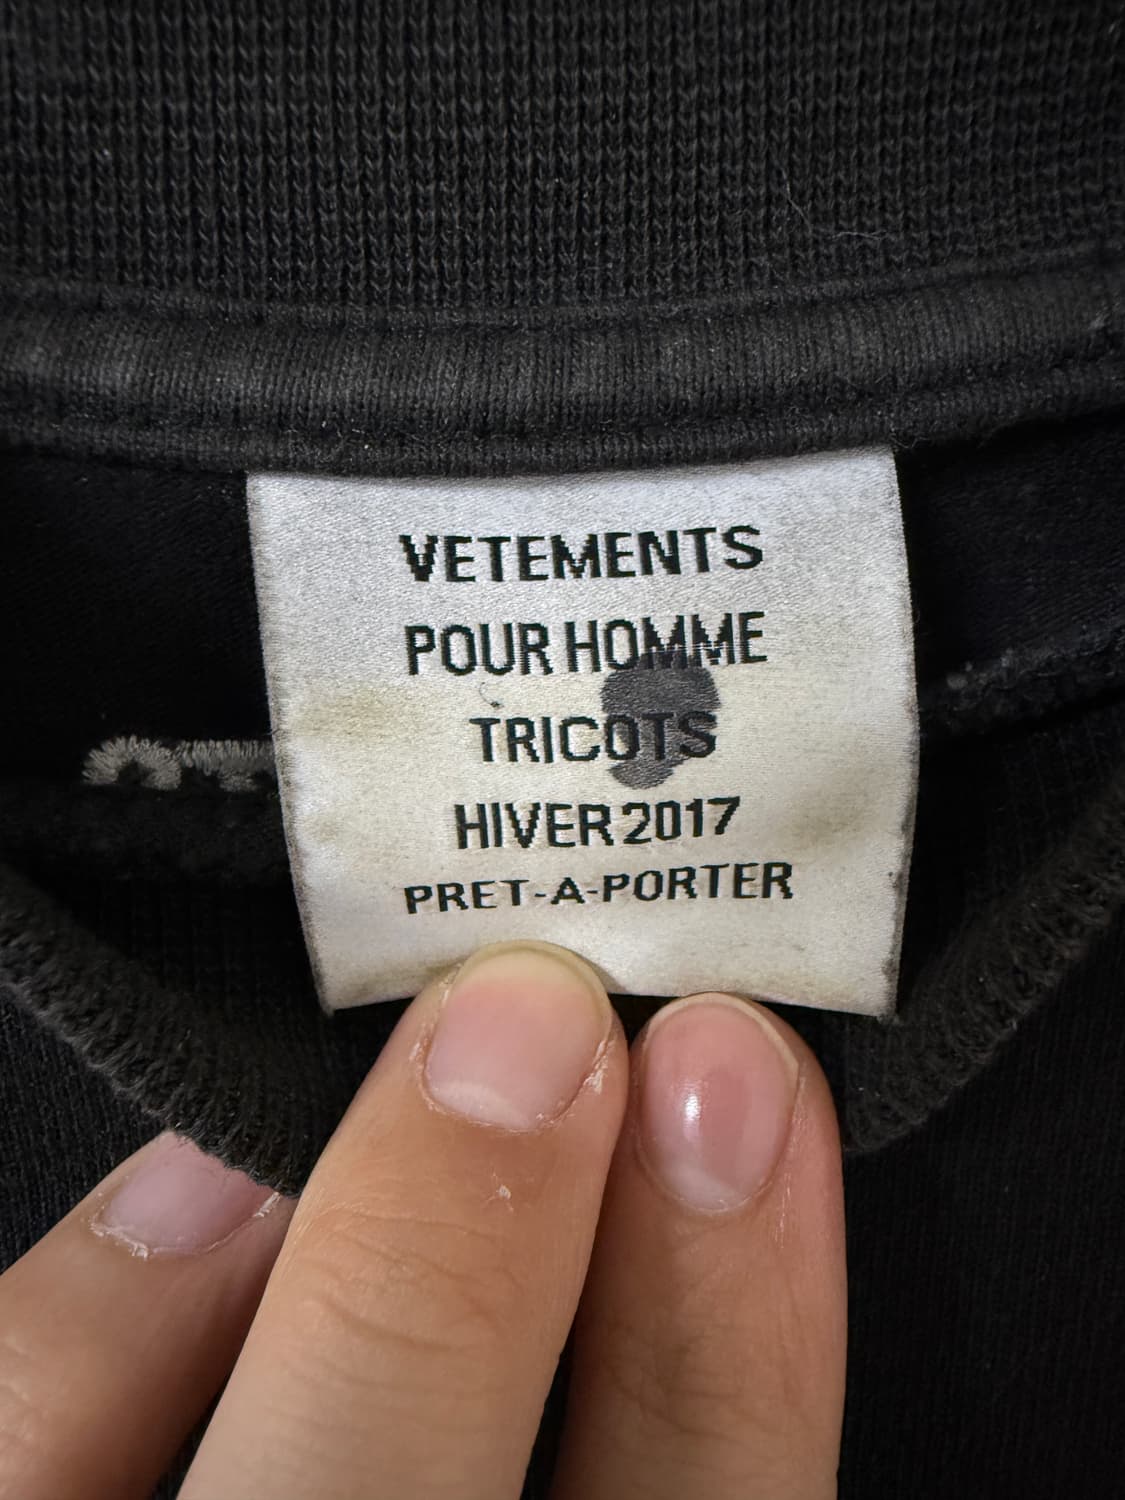 VETEMENTS
POUR HOMME
TRICOTS
HIVER 2017
PRET-A-PORTER